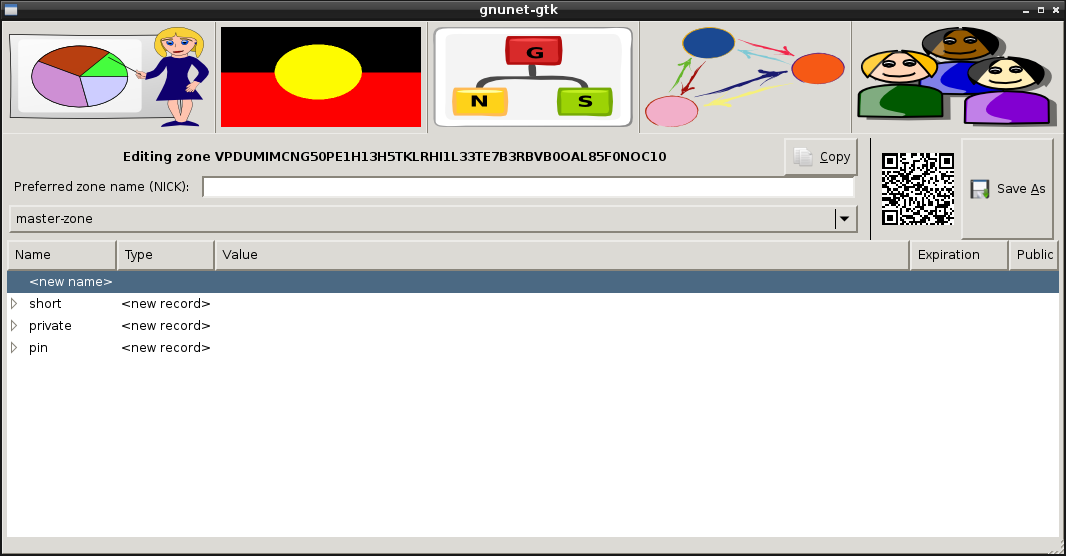 gnunet-gtk
G
N S
Editing zone VPDUMIMCNG50PE1H13H5TKLRHI1L33TE7B3RBVB0OAL85F0NOC10
Copy
Preferred zone name (NICK):
Save As
master-zone
Name Type Value Expiration Public
<new name>
short <new record>
private <new record>
pin <new record>